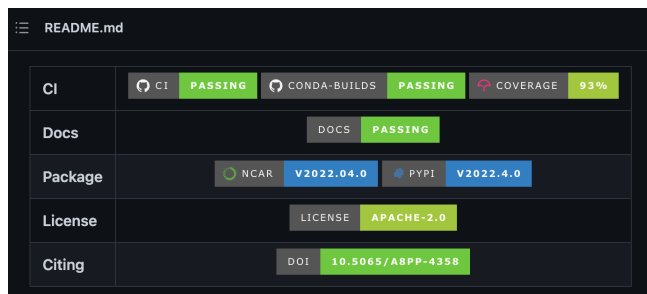 README.md
CI CI PASSING CONDA-BUILDS PASSING COVERAGE 93%
Docs DOCS PASSING
Package NCAR V2022.04.0 PYPI V2022.4.0
License LICENSE APACHE-2.0
Citing DOI 10.5065/A8PP-4358